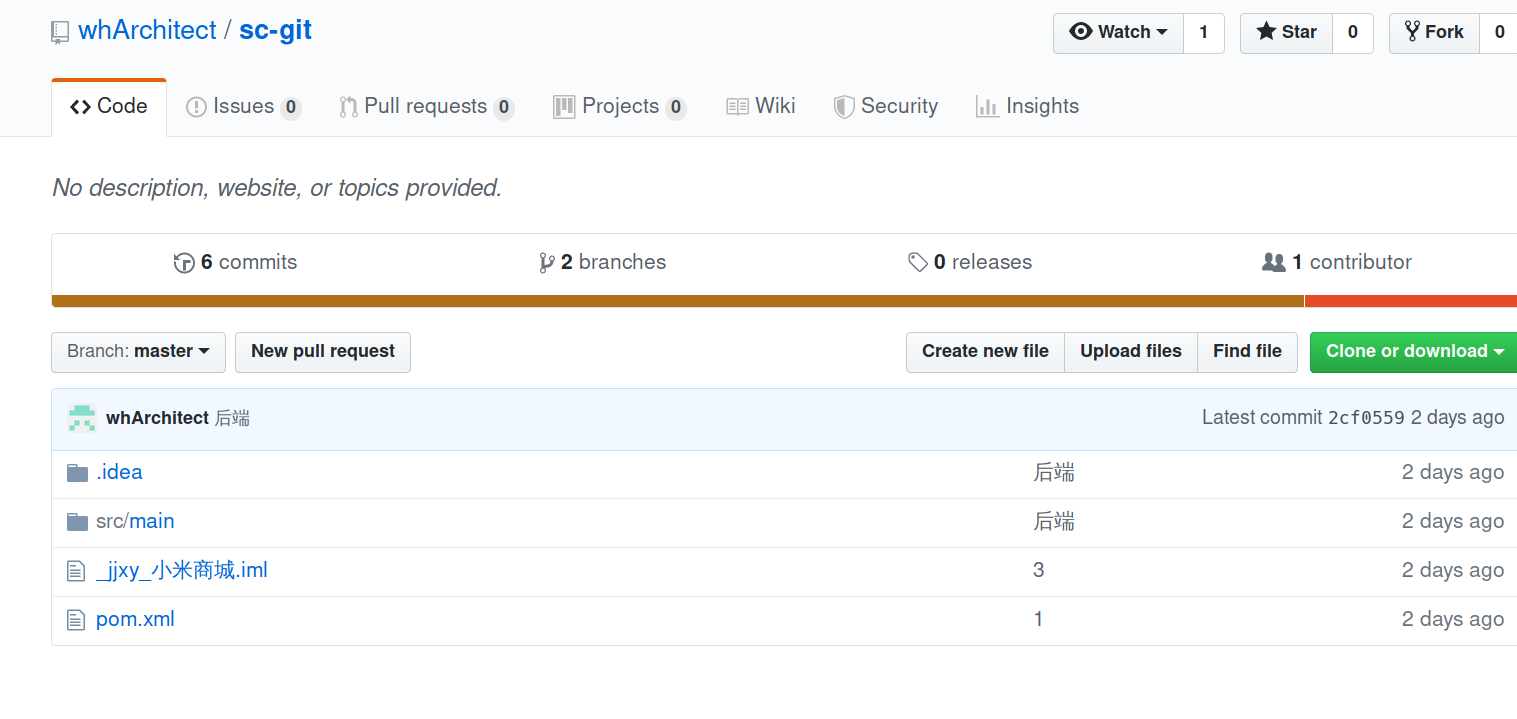 whArchitect / sc-git
Watch 1 Star 0 Fork 0
Code Issues 0 Pull requests 0 Projects 0 Wiki Security Insights
No description, website, or topics provided.
6 commits 2 branches 0 releases 1 contributor
Branch: master New pull request Create new file Upload files Find file Clone or download
whArchitect 后端 Latest commit 2cf0559 2 days ago
.idea 后端 2 days ago
src/main 后端 2 days ago
_jjxy_小米商城.iml 3 2 days ago
pom.xml 1 2 days ago